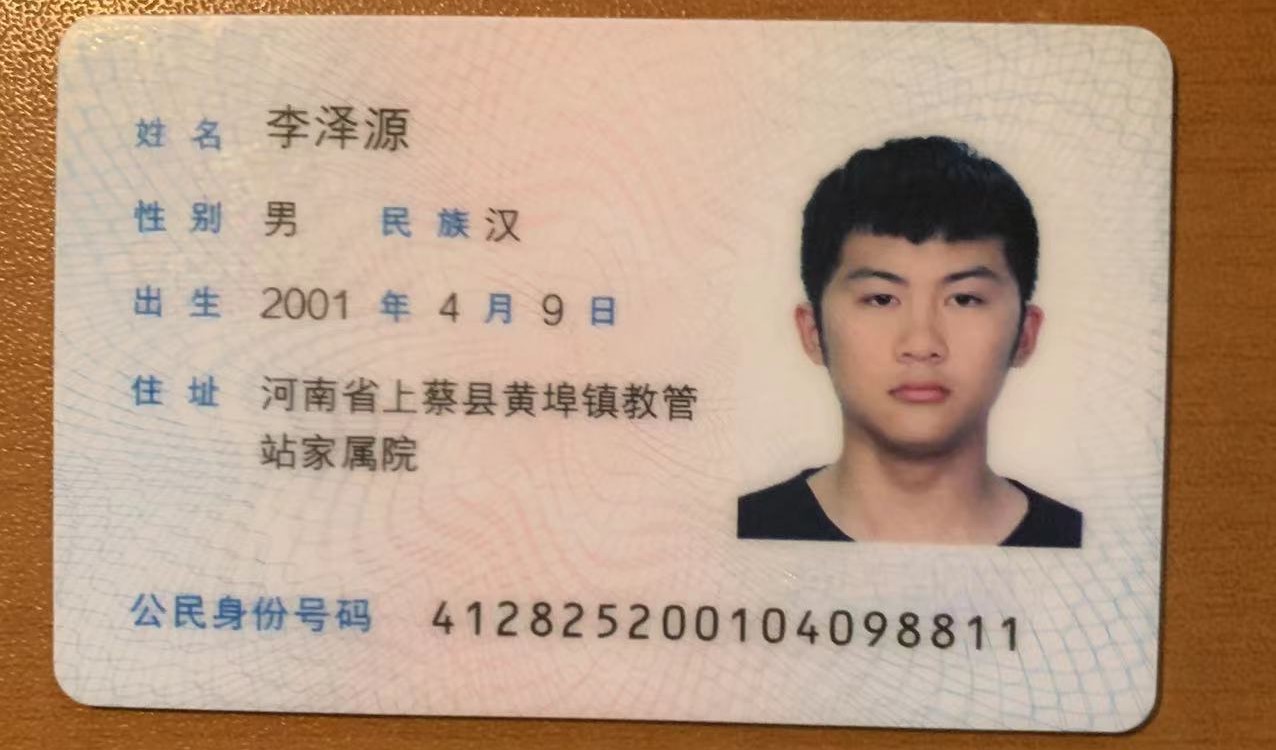 姓名 李泽源
性别 男 民族 汉
出生 2001 年 4 月 9 日
住址 河南省上蔡县黄埠镇教管
站家属院
公民身份号码 412825200104098811